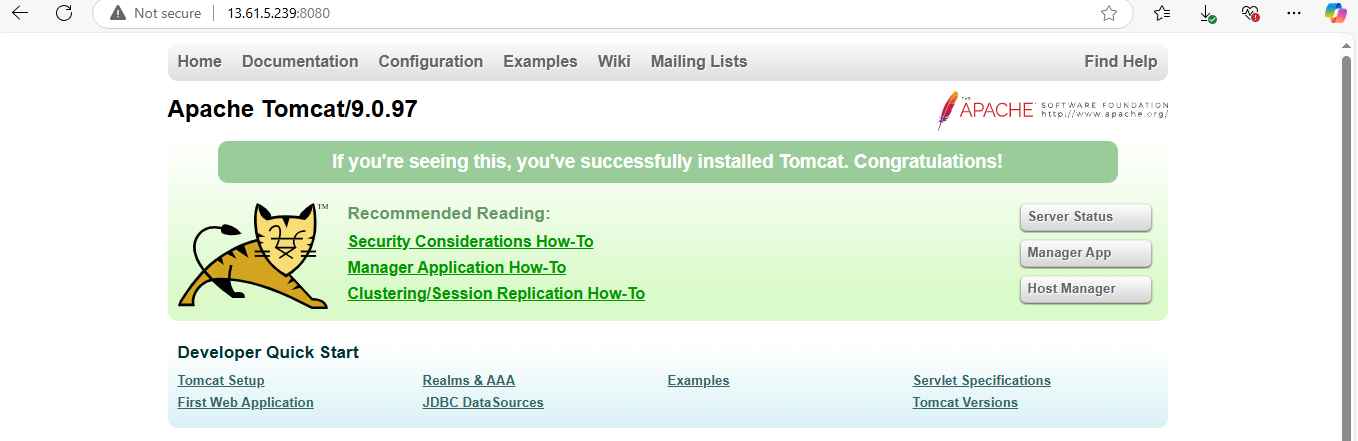 Not secure 13.61.5.239:8080
Home Documentation Configuration Examples Wiki Mailing Lists Find Help
Apache Tomcat/9.0.97
THE
APACHE SOFTWARE FOUNDATION
http://www.apache.org/
If you're seeing this, you've successfully installed Tomcat. Congratulations!
TM
Recommended Reading:
Security Considerations How-To
Manager Application How-To
Clustering/Session Replication How-To
Server Status
Manager App
Host Manager
Developer Quick Start
Tomcat Setup Realms & AAA Examples Servlet Specifications
First Web Application JDBC DataSources Tomcat Versions